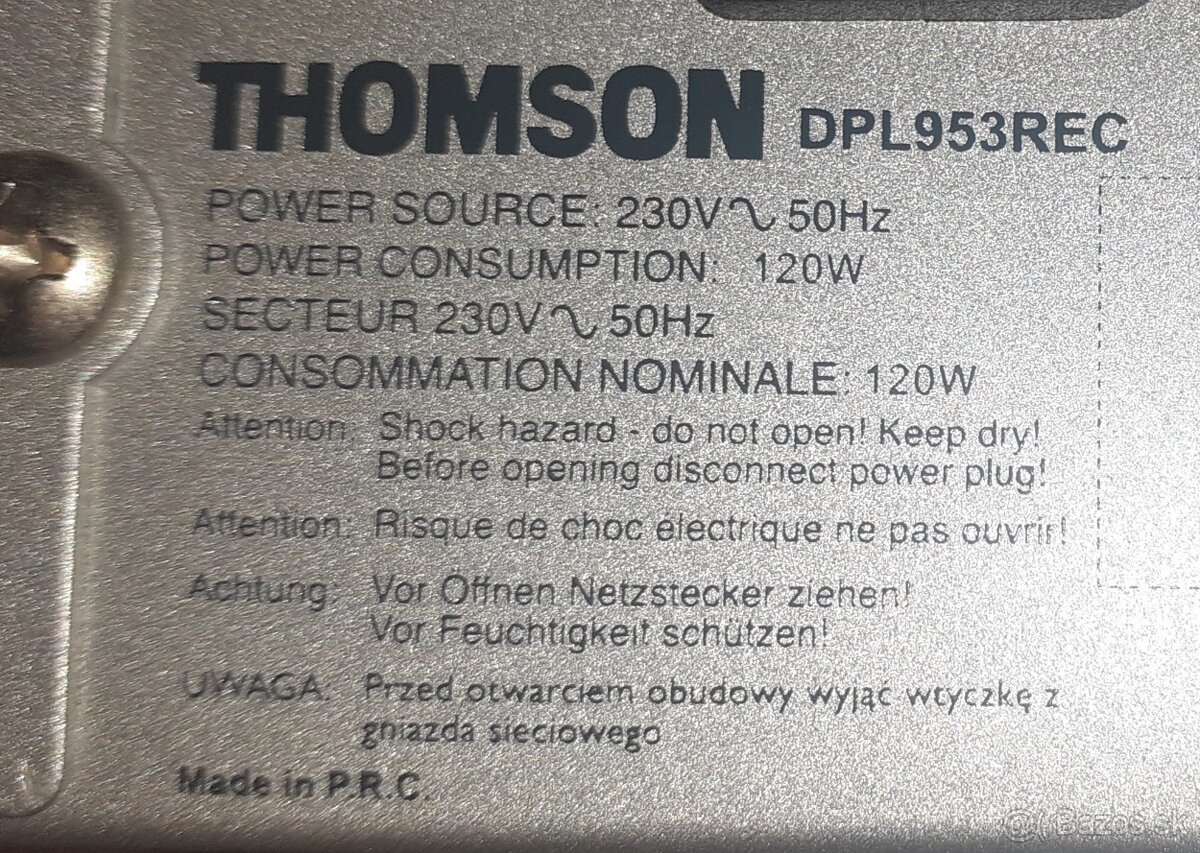 THOMSON DPL953REC
POWER SOURCE: 230V∿ 50Hz
POWER CONSUMPTION: 120W
SECTEUR 230V∿ 50Hz
CONSOMMATION NOMINALE: 120W
Attention: Shock hazard - do not open! Keep dry!
Before opening disconnect power plug!
Attention: Risque de choc électrique ne pas ouvrir!
Achtung: Vor Öffnen Netzstecker ziehen!
Vor Feuchtigkeit schützen!
UWAGA: Przed otwarciem obudowy wyjąć wtyczkę z
gniazda sieciowego
Made in P.R.C.
Bazos.sk